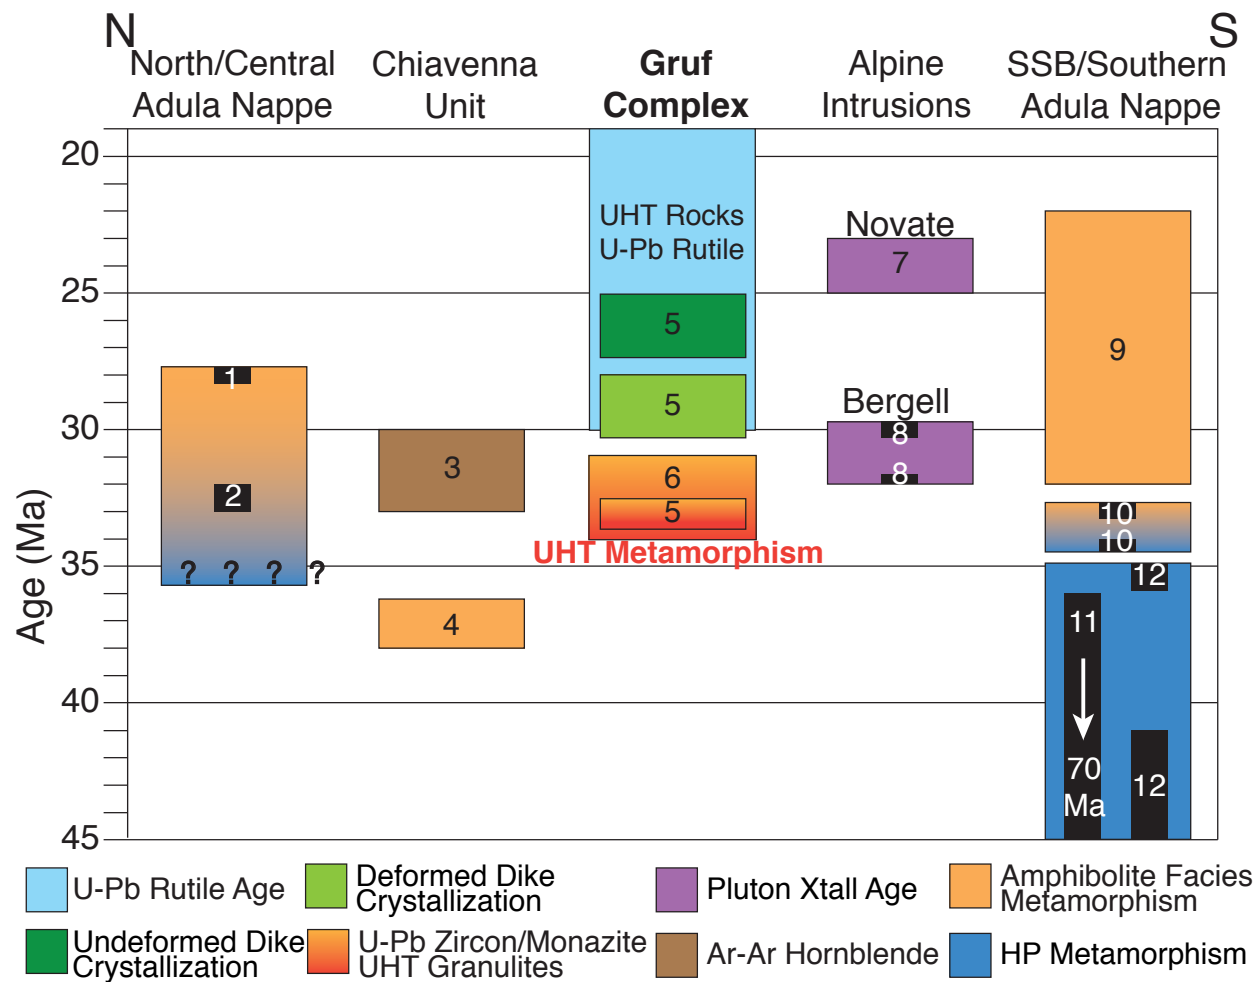 N
S
North/Central
Adula Nappe
Chiavenna
Unit
Gruf
Complex
Alpine
Intrusions
SSB/Southern
Adula Nappe
Age (Ma)
20
25
30
35
40
45
1
2
? ? ? ?
3
4
UHT Rocks
U-Pb Rutile
5
5
6
5
UHT Metamorphism
Novate
7
Bergell
8
8
9
10
10
11
70
Ma
12
12
U-Pb Rutile Age
Deformed Dike
Crystallization
Pluton Xtall Age
Amphibolite Facies
Metamorphism
Undeformed Dike
Crystallization
U-Pb Zircon/Monazite
UHT Granulites
Ar-Ar Hornblende
HP Metamorphism